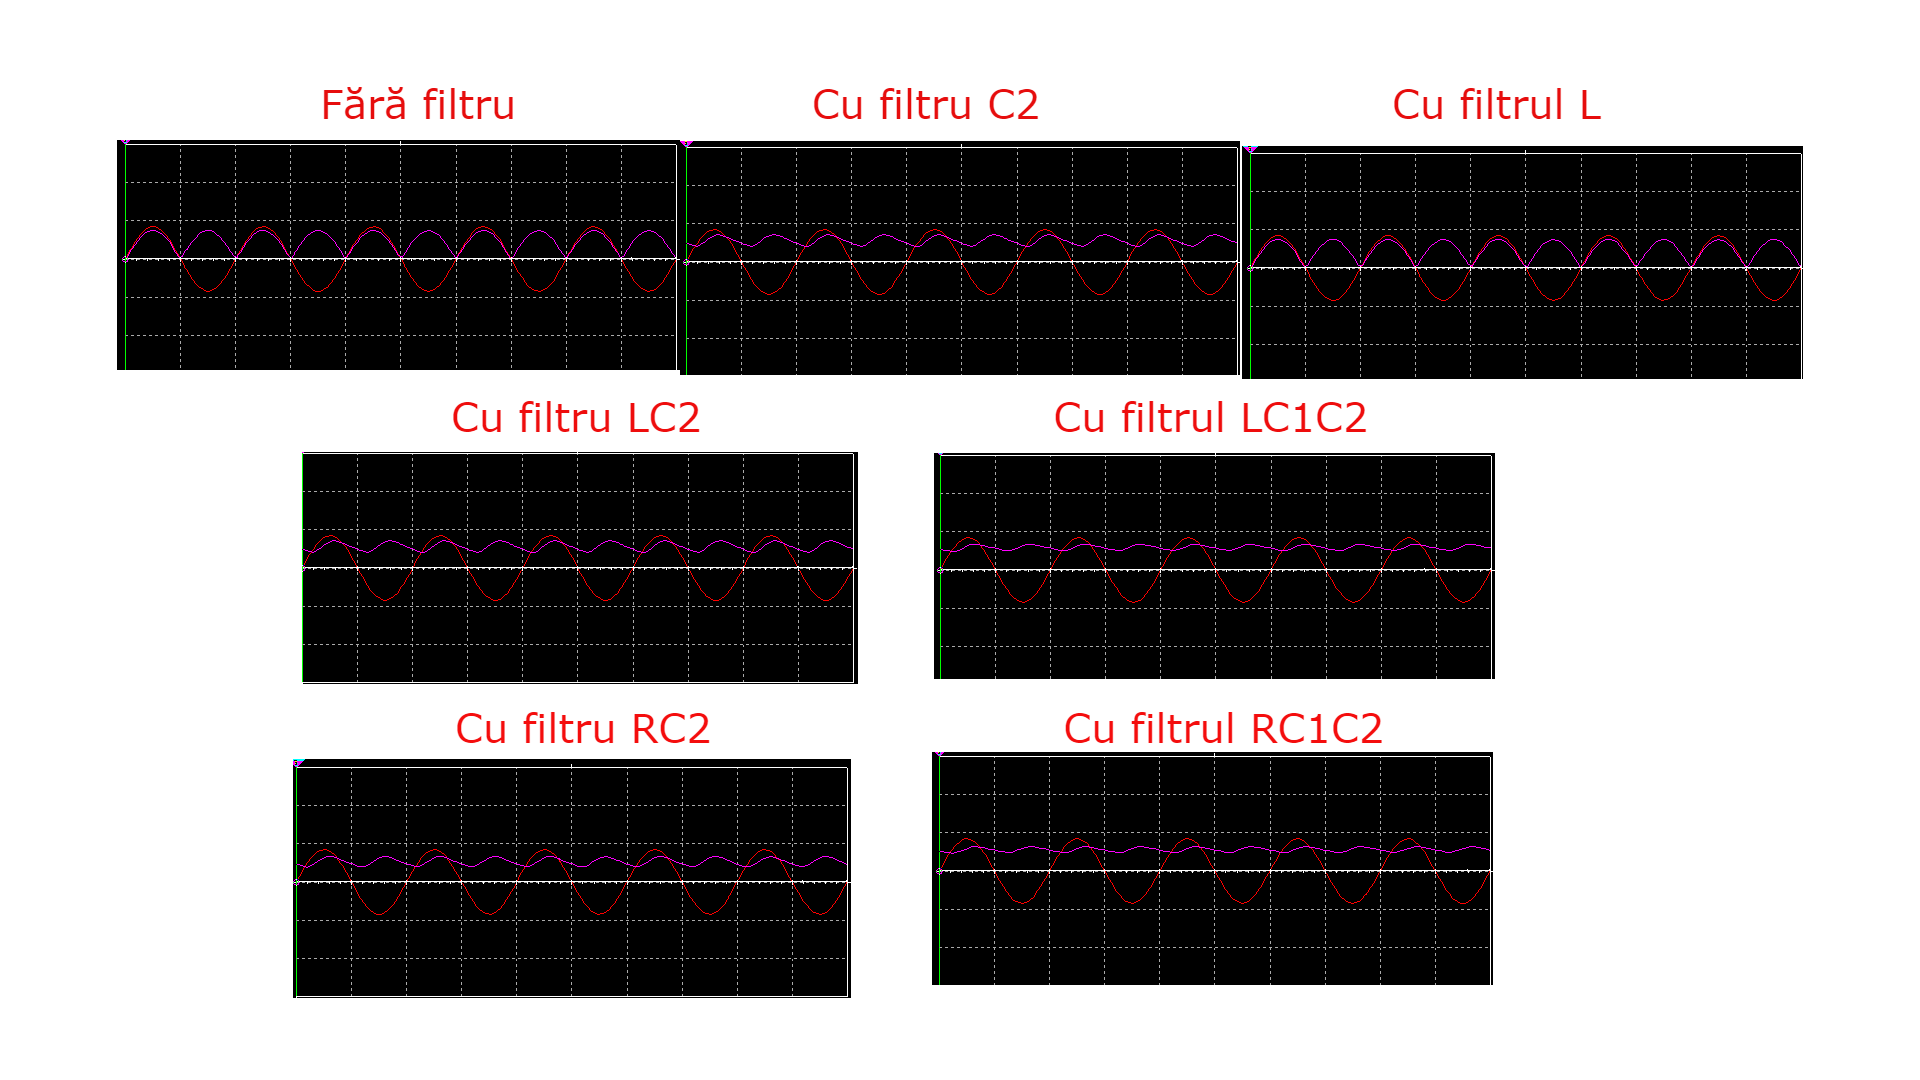 Fără filtru
Cu filtru C2
Cu filtrul L
Cu filtru LC2
Cu filtrul LC1C2
Cu filtru RC2
Cu filtrul RC1C2